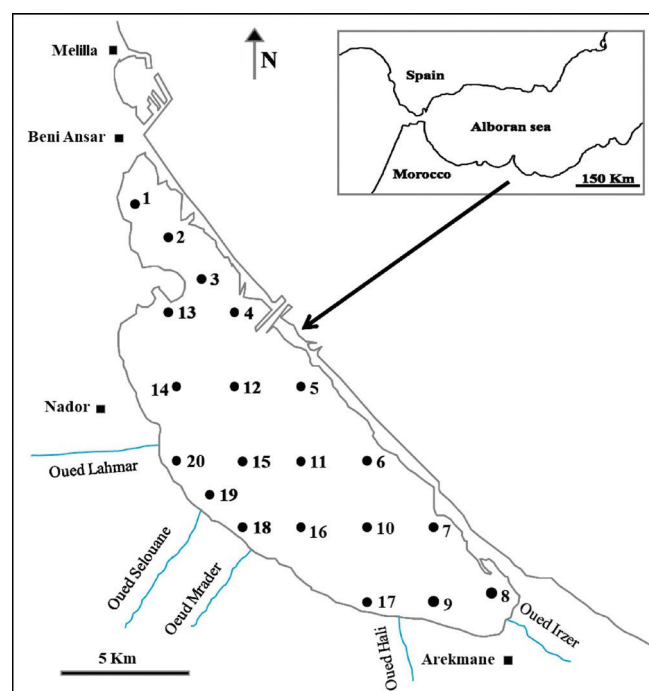 Melilla
N
Spain
Alboran sea
Beni Ansar
Morocco
150 Km
1
2
3
13
4
14
12
5
Nador
20
15
11
6
Oued Lahmar
19
18
16
10
7
Oued Selouane
Oeud Mrader
17
9
8
Oued Irzer
Oued Hali
5 Km
Arekmane